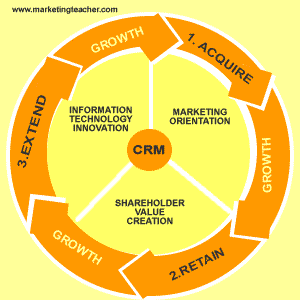 www.marketingteacher.com
GROWTH
1. ACQUIRE
INFORMATION
TECHNOLOGY
INNOVATION
MARKETING
ORIENTATION
CRM
3.EXTEND
GROWTH
SHAREHOLDER
VALUE
CREATION
GROWTH
2.RETAIN